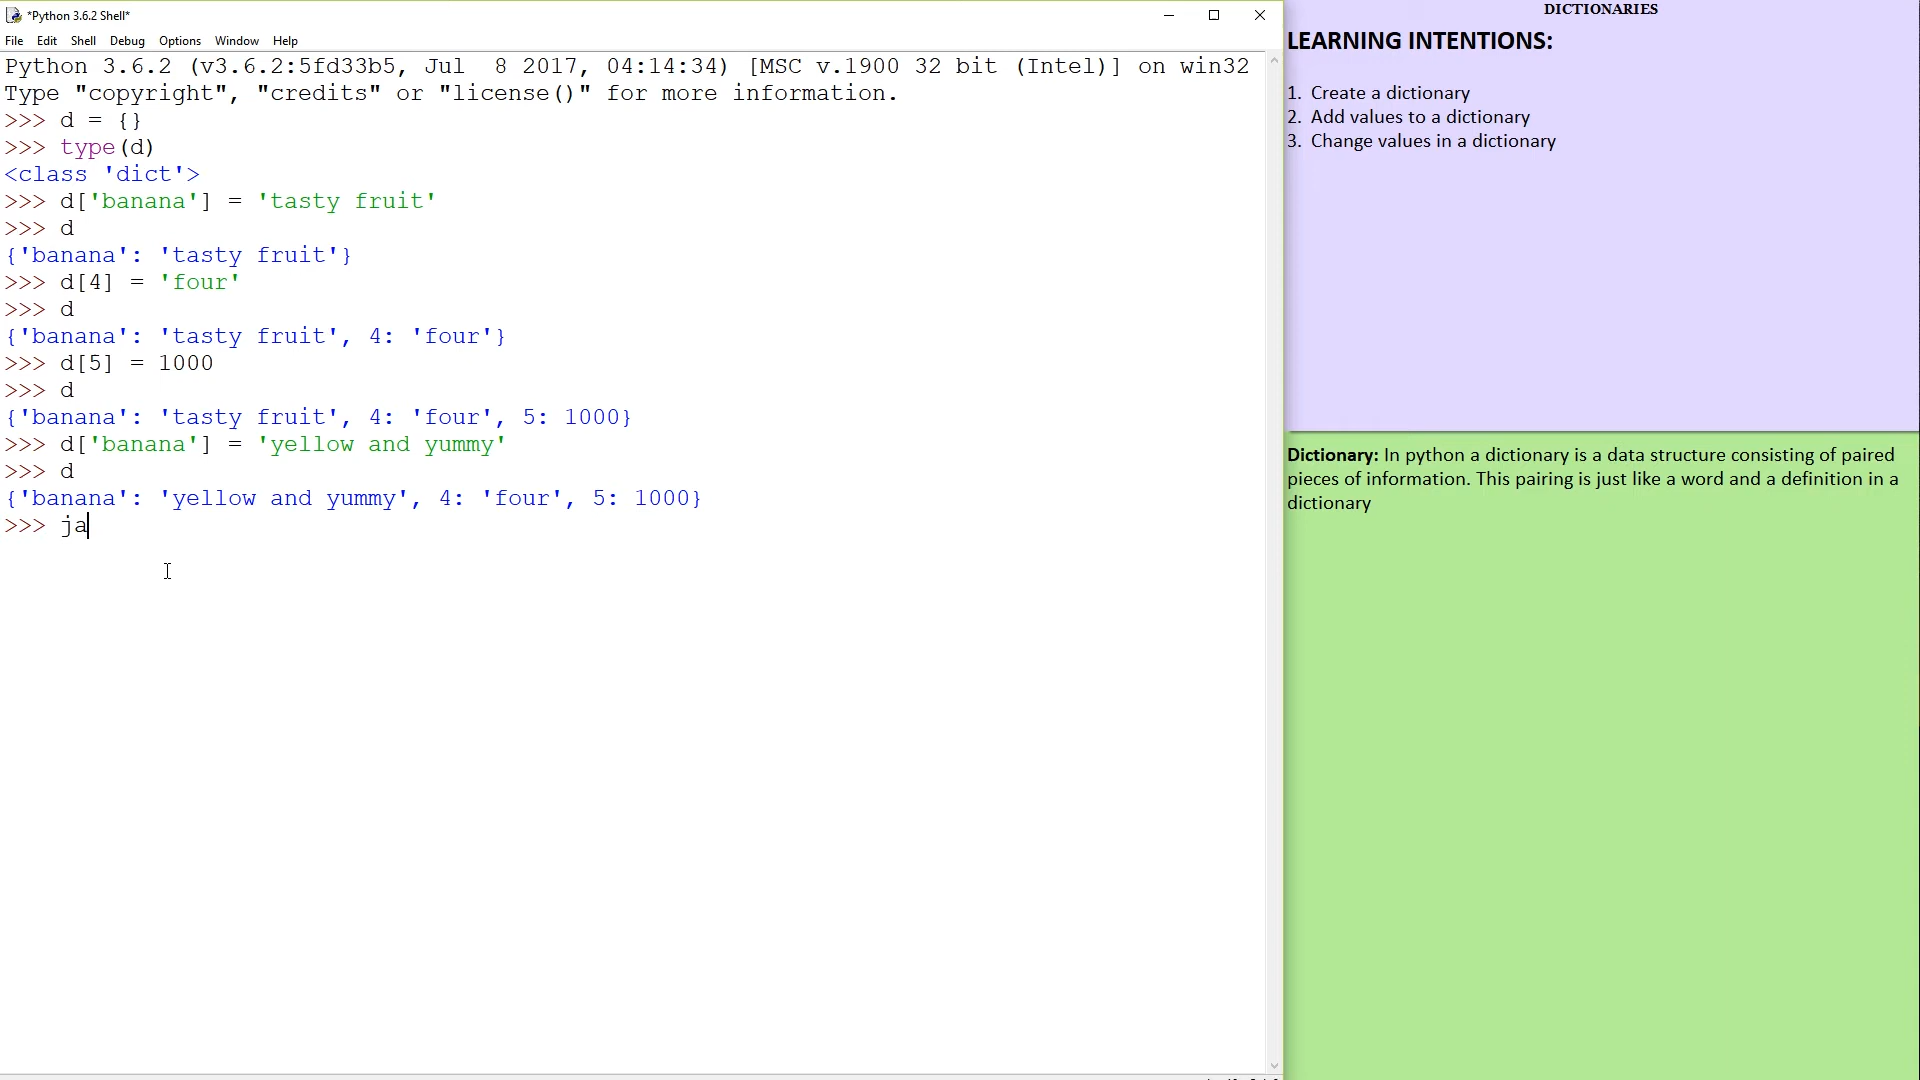 *Python 3.6.2 Shell*
File Edit Shell Debug Options Window Help
Python 3.6.2 (v3.6.2:5fd33b5, Jul  8 2017, 04:14:34) [MSC v.1900 32 bit (Intel)] on win32
Type "copyright", "credits" or "license()" for more information.
>>> d = {}
>>> type(d)
<class 'dict'>
>>> d['banana'] = 'tasty fruit'
>>> d
{'banana': 'tasty fruit'}
>>> d[4] = 'four'
>>> d
{'banana': 'tasty fruit', 4: 'four'}
>>> d[5] = 1000
>>> d
{'banana': 'tasty fruit', 4: 'four', 5: 1000}
>>> d['banana'] = 'yellow and yummy'
>>> d
{'banana': 'yellow and yummy', 4: 'four', 5: 1000}
>>> ja
DICTIONARIES
LEARNING INTENTIONS:
1. Create a dictionary
2. Add values to a dictionary
3. Change values in a dictionary
Dictionary: In python a dictionary is a data structure consisting of paired
pieces of information. This pairing is just like a word and a definition in a
dictionary